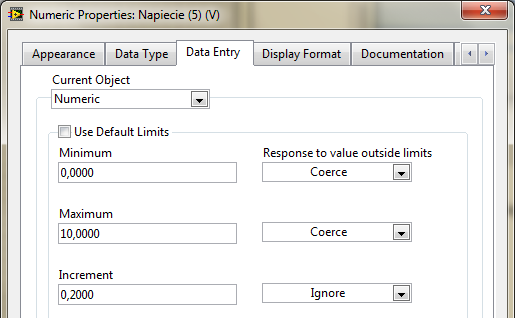 Numeric Properties: Napiecie (5) (V)
Appearance Data Type Data Entry Display Format Documentation
Current Object
Numeric
Use Default Limits
Minimum Response to value outside limits
0,0000 Coerce
Maximum
10,0000 Coerce
Increment
0,2000 Ignore